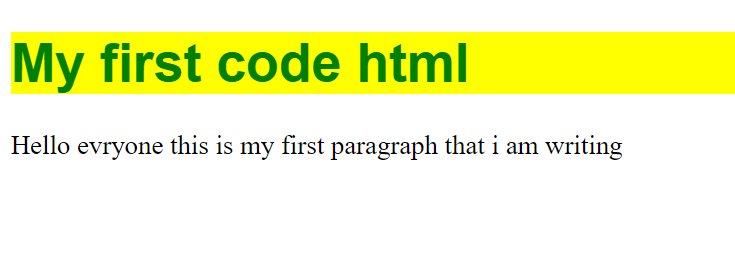 My first code html
Hello evryone this is my first paragraph that i am writing